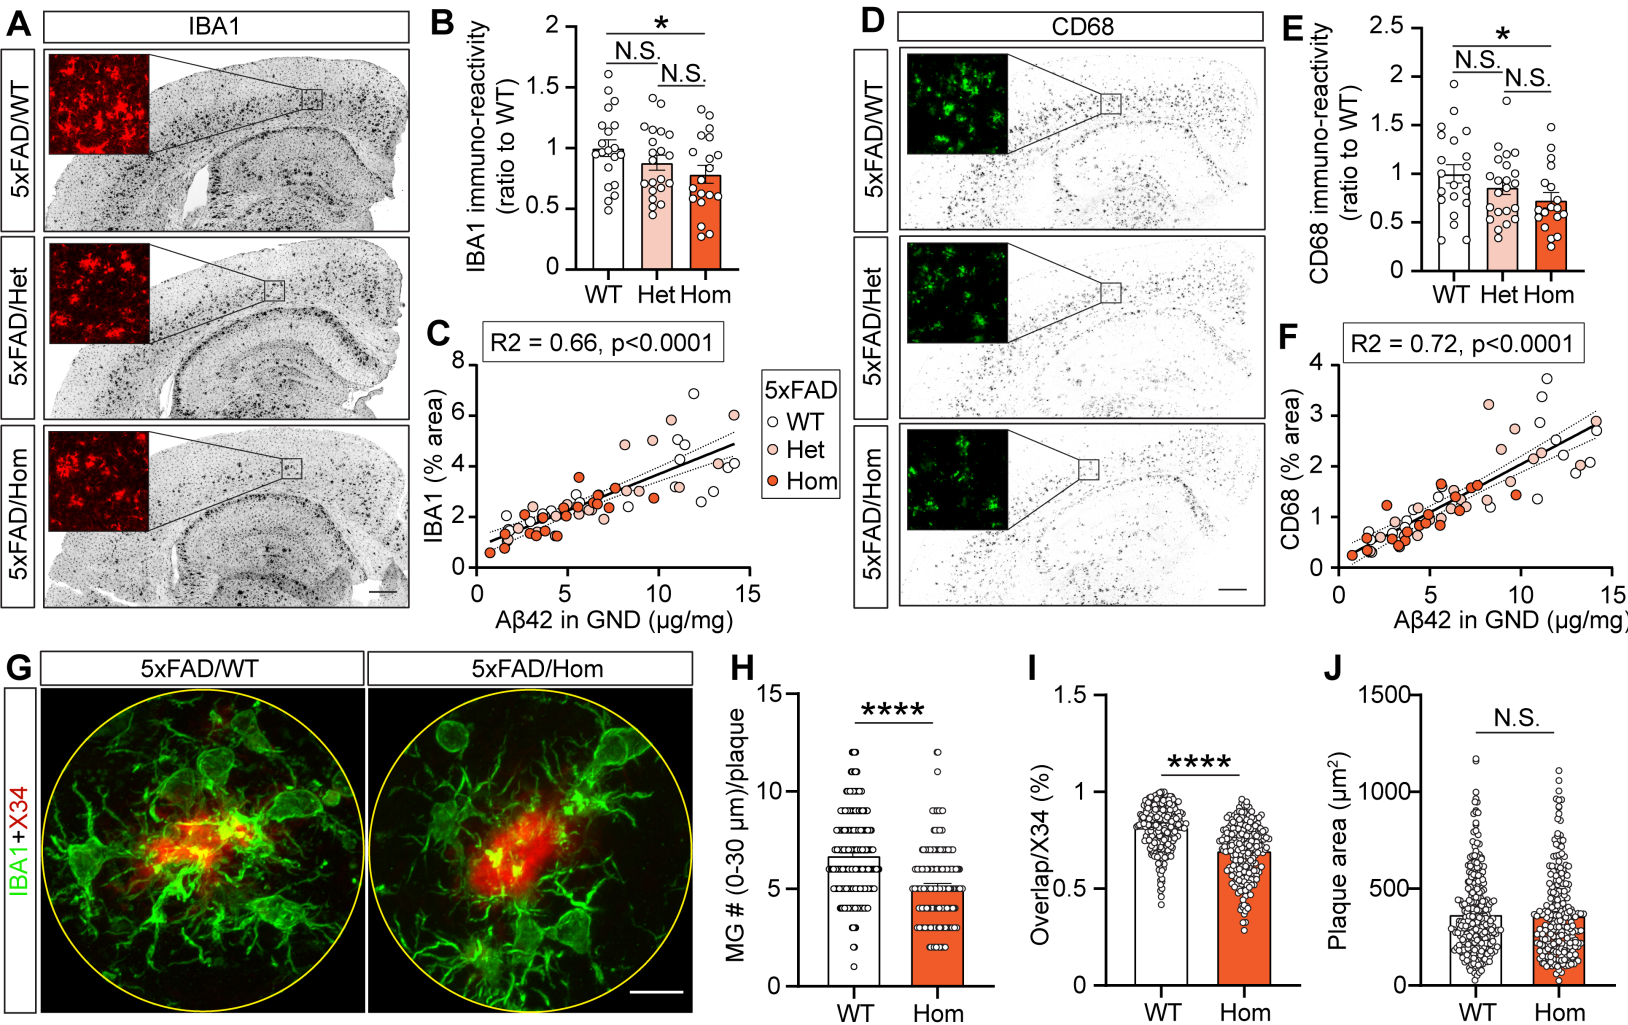 A
IBA1
5xFAD/WT
5xFAD/Het
5xFAD/Hom
B
IBA1 immuno-reactivity
(ratio to WT)
2
1.5
1
0.5
0
*
N.S.
N.S.
WT Het Hom
C
R2 = 0.66, p<0.0001
IBA1 (% area)
8
6
4
2
0
0 5 10 15
Aβ42 in GND (µg/mg)
5xFAD
WT
Het
Hom
D
CD68
5xFAD/WT
5xFAD/Het
5xFAD/Hom
E
CD68 immuno-reactivity
(ratio to WT)
2.5
2
1.5
1
0.5
0
*
N.S.
N.S.
WT Het Hom
F
R2 = 0.72, p<0.0001
CD68 (% area)
4
3
2
1
0
0 5 10 15
Aβ42 in GND (µg/mg)
G
5xFAD/WT
5xFAD/Hom
IBA1+X34
H
MG # (0-30 µm)/plaque
15
10
5
0
****
WT Hom
I
Overlap/X34 (%)
1.5
1
0.5
0
****
WT Hom
J
Plaque area (µm²)
1500
1000
500
0
N.S.
WT Hom